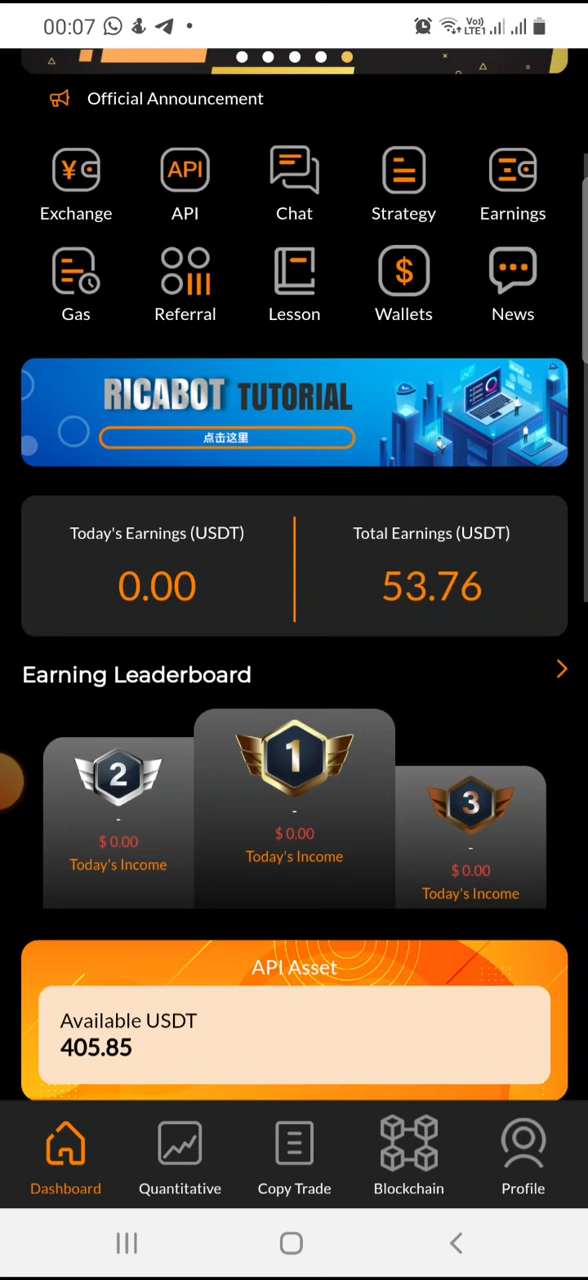 00:07
Vo))
LTE1
Official Announcement
¥
API
Exchange
API
Chat
Strategy
Earnings
$
Gas
Referral
Lesson
Wallets
News
RICABOT TUTORIAL
点击这里
Today's Earnings (USDT)
Total Earnings (USDT)
0.00
53.76
Earning Leaderboard
2
1
3
-
$ 0.00
Today's Income
-
$ 0.00
Today's Income
-
$ 0.00
Today's Income
API Asset
Available USDT
405.85
Dashboard
Quantitative
Copy Trade
Blockchain
Profile